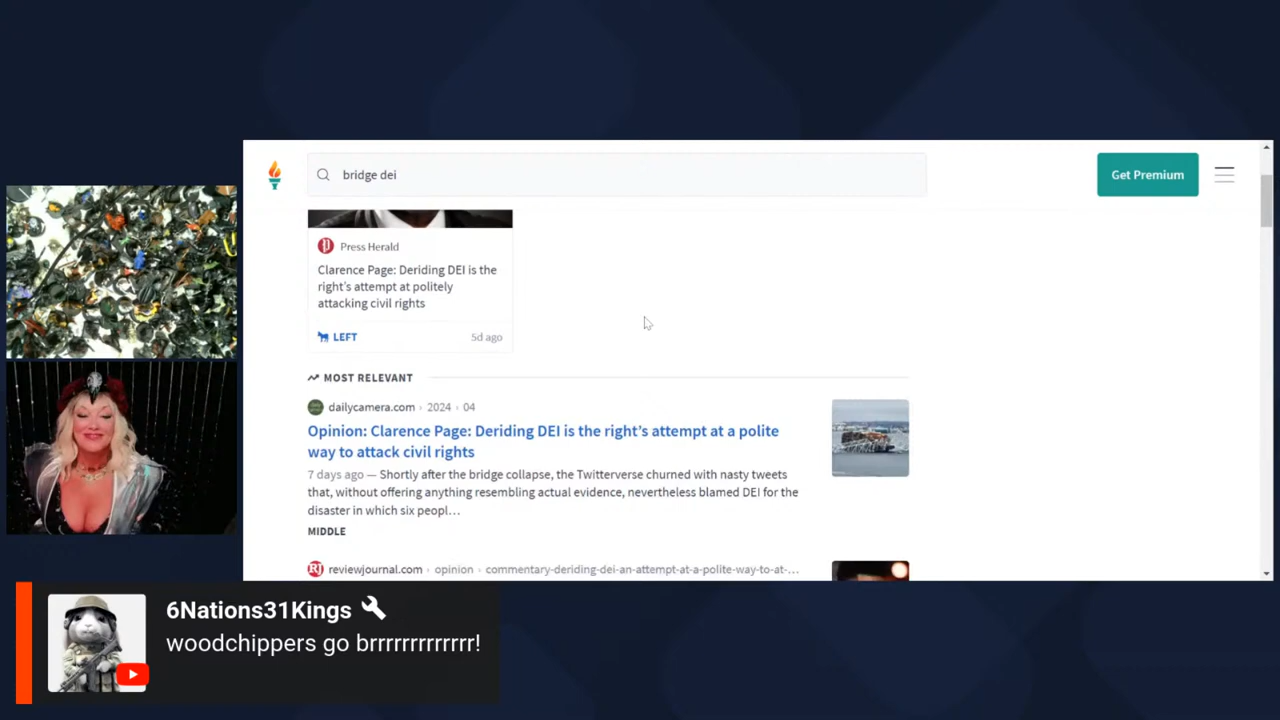 bridge dei
Get Premium
Press Herald
Clarence Page: Deriding DEI is the
right's attempt at politely
attacking civil rights
LEFT
5d ago
MOST RELEVANT
dailycamera.com › 2024 › 04
Opinion: Clarence Page: Deriding DEI is the right's attempt at a polite
way to attack civil rights
7 days ago — Shortly after the bridge collapse, the Twitterverse churned with nasty tweets
that, without offering anything resembling actual evidence, nevertheless blamed DEI for the
disaster in which six peopl…
MIDDLE
RJ reviewjournal.com › opinion › commentary-deriding-dei-an-attempt-at-a-polite-way-to-at-...
6Nations31Kings
woodchippers go brrrrrrrrrrrr!